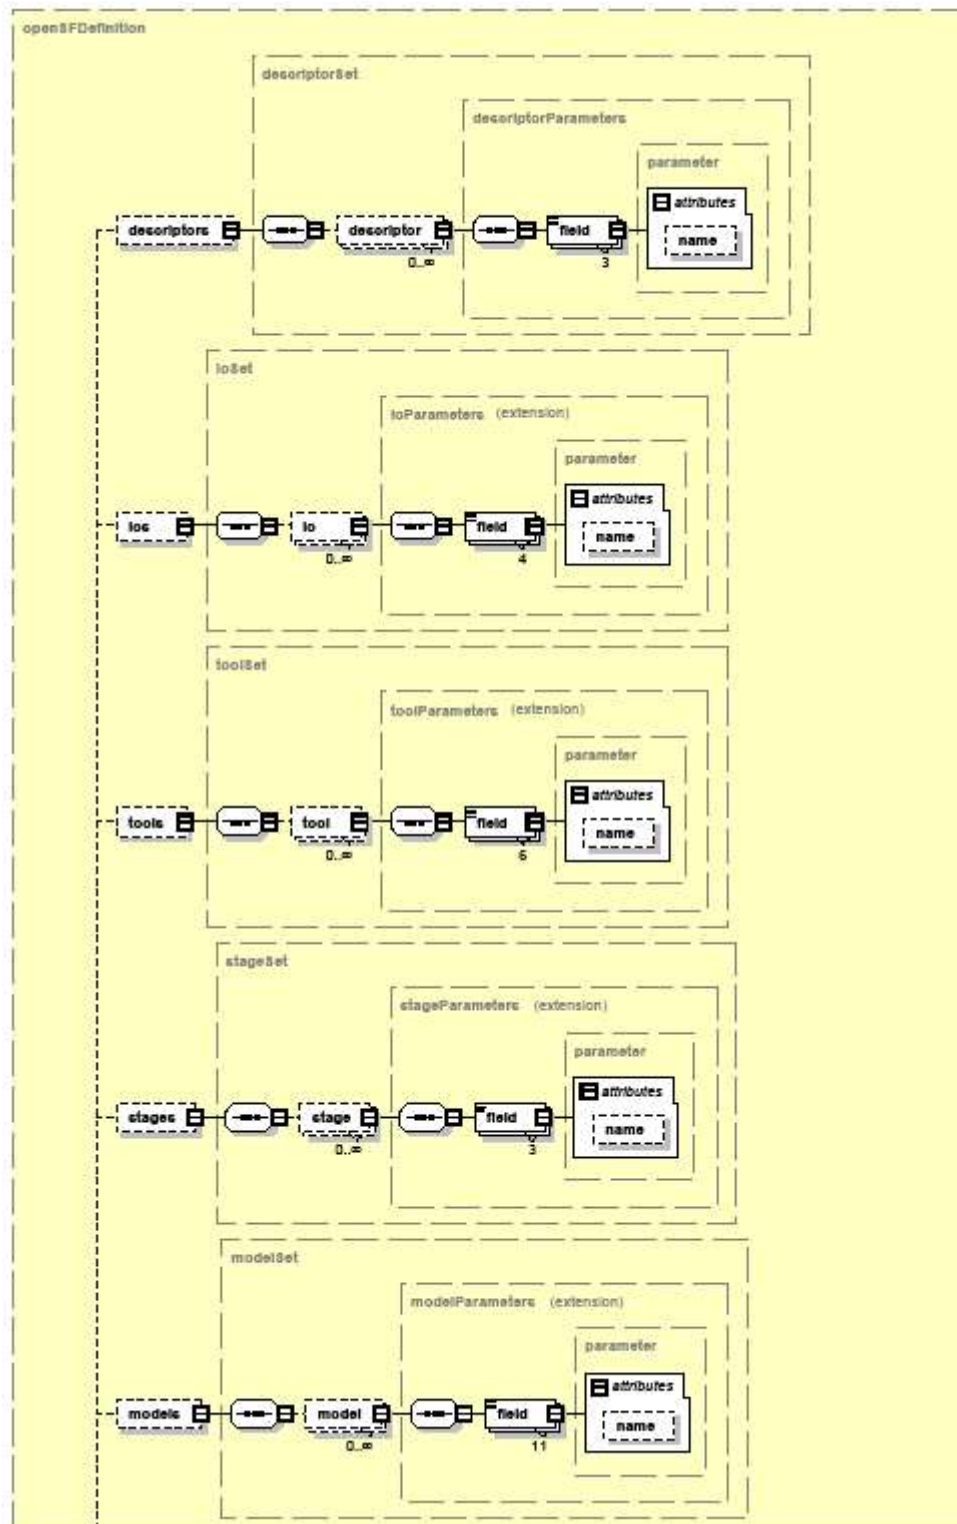 openSFDefinition
descriptorSet
descriptorParameters
parameter
attributes
descriptors
descriptor
field
name
0..∞
3
ioSet
ioParameters (extension)
parameter
attributes
ios
io
field
name
0..∞
4
toolSet
toolParameters (extension)
parameter
attributes
tools
tool
field
name
0..∞
6
stageSet
stageParameters (extension)
parameter
attributes
stages
stage
field
name
0..∞
3
modelSet
modelParameters (extension)
parameter
attributes
models
model
field
name
0..∞
11